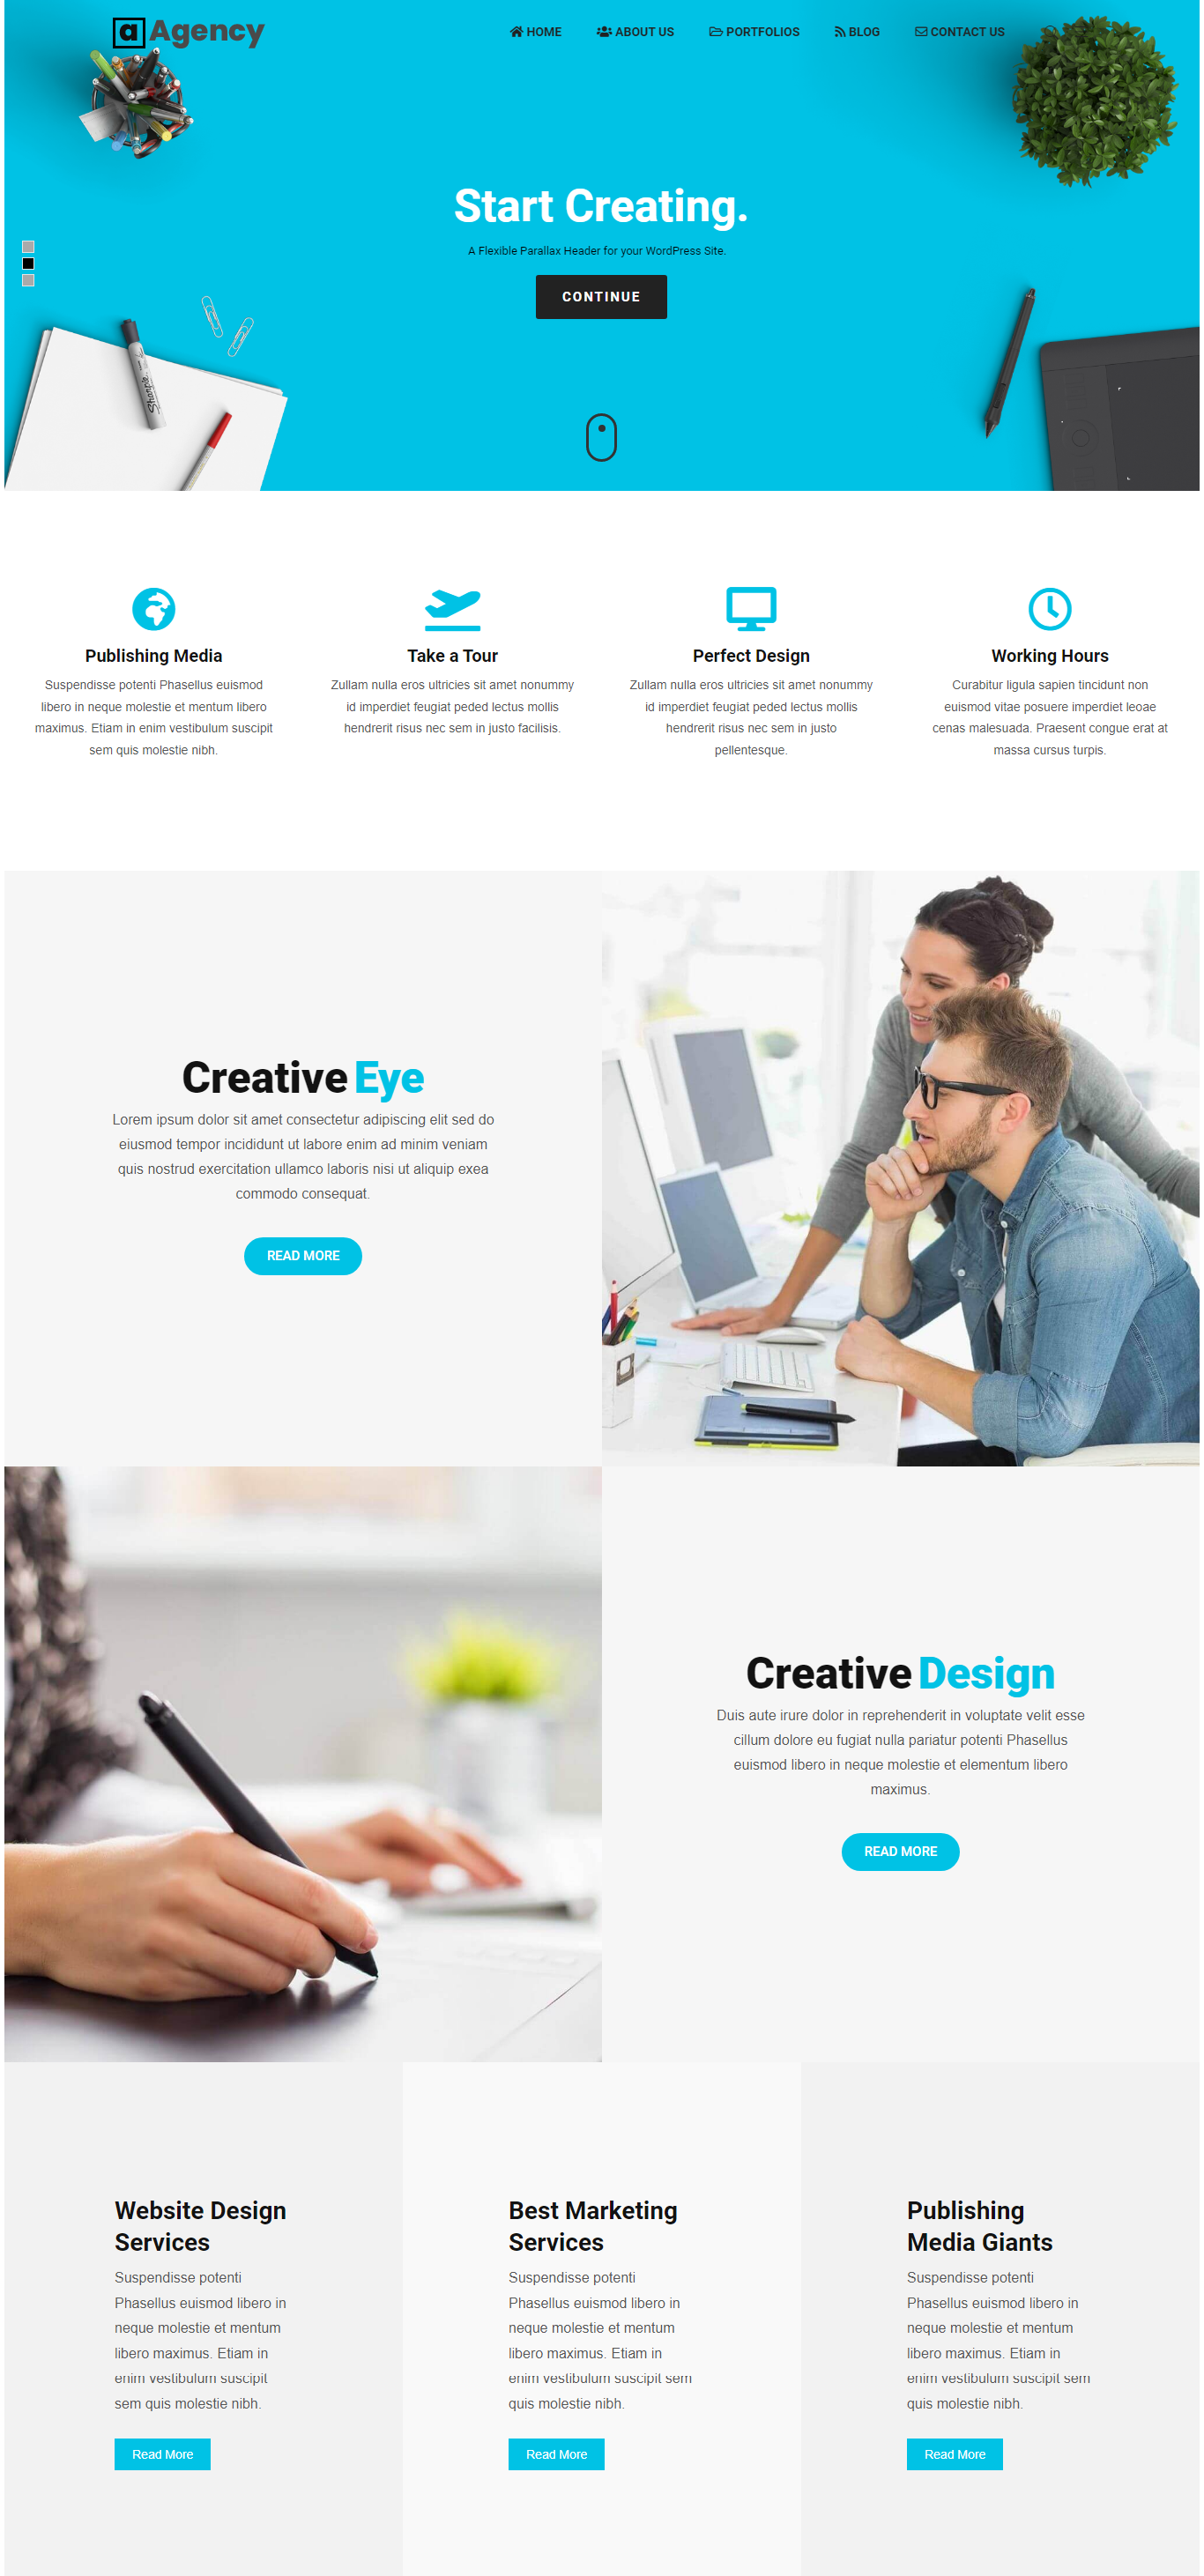 a Agency
HOME
ABOUT US
PORTFOLIOS
BLOG
CONTACT US
Start Creating.
A Flexible Parallax Header for your WordPress Site.
CONTINUE
Sharpie
Publishing Media
Suspendisse potenti Phasellus euismod
libero in neque molestie et mentum libero
maximus. Etiam in enim vestibulum suscipit
sem quis molestie nibh.
Take a Tour
Zullam nulla eros ultricies sit amet nonummy
id imperdiet feugiat peded lectus mollis
hendrerit risus nec sem in justo facilisis.
Perfect Design
Zullam nulla eros ultricies sit amet nonummy
id imperdiet feugiat peded lectus mollis
hendrerit risus nec sem in justo
pellentesque.
Working Hours
Curabitur ligula sapien tincidunt non
euismod vitae posuere imperdiet leoae
cenas malesuada. Praesent congue erat at
massa cursus turpis.
Creative Eye
Lorem ipsum dolor sit amet consectetur adipiscing elit sed do
eiusmod tempor incididunt ut labore enim ad minim veniam
quis nostrud exercitation ullamco laboris nisi ut aliquip exea
commodo consequat.
READ MORE
Creative Design
Duis aute irure dolor in reprehenderit in voluptate velit esse
cillum dolore eu fugiat nulla pariatur potenti Phasellus
euismod libero in neque molestie et elementum libero
maximus.
READ MORE
Website Design
Services
Suspendisse potenti
Phasellus euismod libero in
neque molestie et mentum
libero maximus. Etiam in
enim vestibulum suscipit
sem quis molestie nibh.
Read More
Best Marketing
Services
Suspendisse potenti
Phasellus euismod libero in
neque molestie et mentum
libero maximus. Etiam in
enim vestibulum suscipit sem
quis molestie nibh.
Read More
Publishing
Media Giants
Suspendisse potenti
Phasellus euismod libero in
neque molestie et mentum
libero maximus. Etiam in
enim vestibulum suscipit sem
quis molestie nibh.
Read More